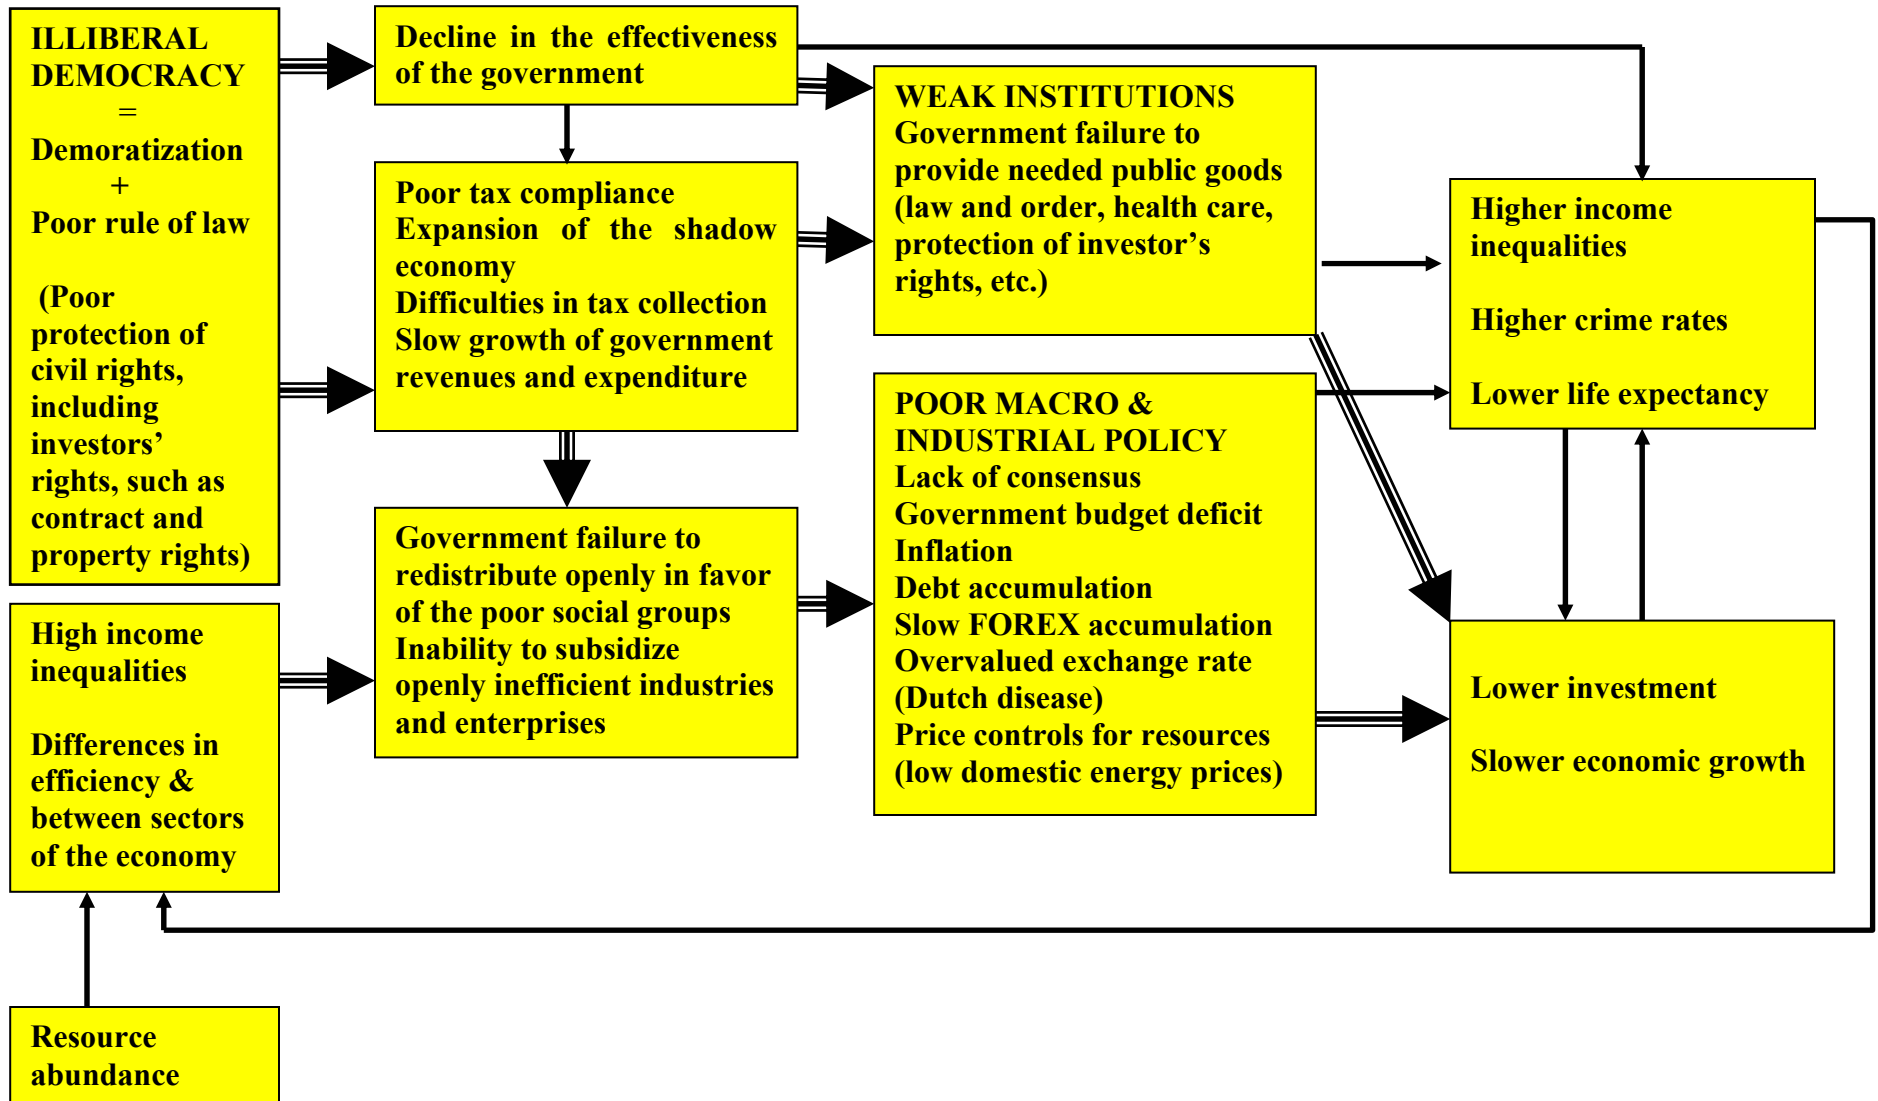 ILLIBERAL
DEMOCRACY
=
Demoratization
+
Poor rule of law
(Poor
protection of
civil rights,
including
investors’
rights, such as
contract and
property rights)
High income
inequalities
Differences in
efficiency &
between sectors
of the economy
Resource
abundance
Decline in the effectiveness
of the government
Poor tax compliance
Expansion of the shadow
economy
Difficulties in tax collection
Slow growth of government
revenues and expenditure
Government failure to
redistribute openly in favor
of the poor social groups
Inability to subsidize
openly inefficient industries
and enterprises
WEAK INSTITUTIONS
Government failure to
provide needed public goods
(law and order, health care,
protection of investor’s
rights, etc.)
POOR MACRO &
INDUSTRIAL POLICY
Lack of consensus
Government budget deficit
Inflation
Debt accumulation
Slow FOREX accumulation
Overvalued exchange rate
(Dutch disease)
Price controls for resources
(low domestic energy prices)
Higher income
inequalities
Higher crime rates
Lower life expectancy
Lower investment
Slower economic growth